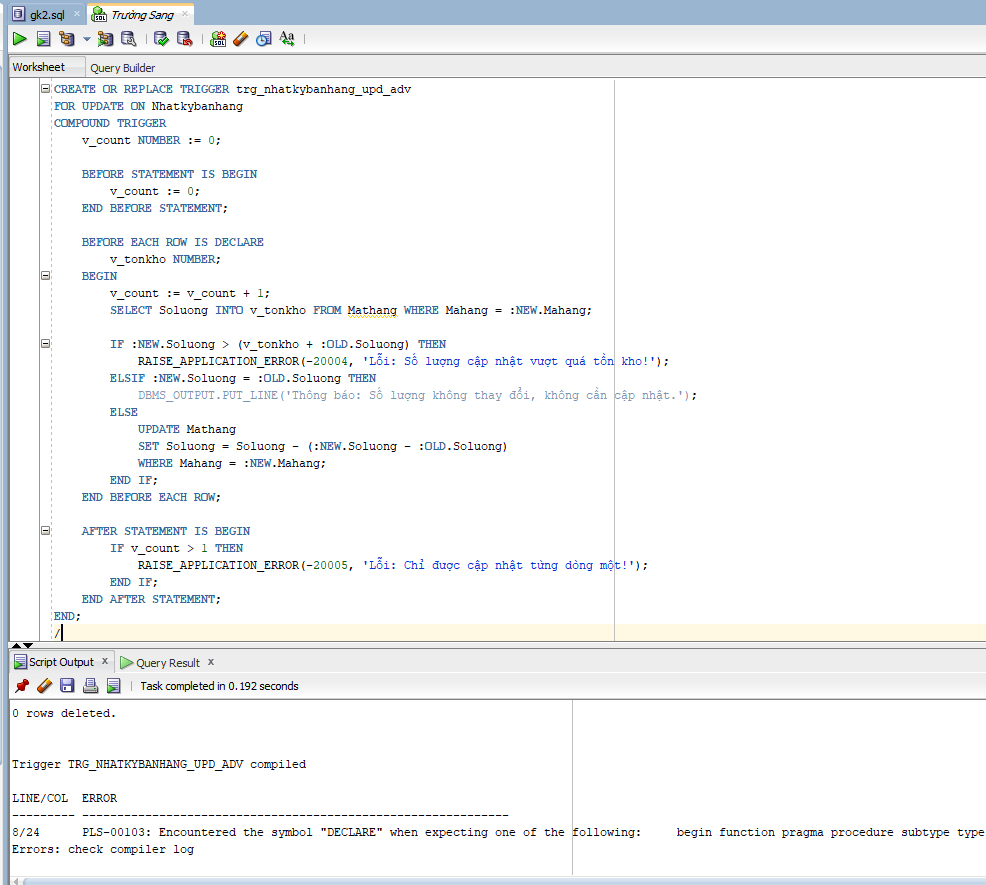 gk2.sql
Trường Sang
Worksheet
Query Builder
CREATE OR REPLACE TRIGGER trg_nhatkybanhang_upd_adv
FOR UPDATE ON Nhatkybanhang
COMPOUND TRIGGER
    v_count NUMBER := 0;

    BEFORE STATEMENT IS BEGIN
        v_count := 0;
    END BEFORE STATEMENT;

    BEFORE EACH ROW IS DECLARE
        v_tonkho NUMBER;
    BEGIN
        v_count := v_count + 1;
        SELECT Soluong INTO v_tonkho FROM Mathang WHERE Mahang = :NEW.Mahang;

        IF :NEW.Soluong > (v_tonkho + :OLD.Soluong) THEN
            RAISE_APPLICATION_ERROR(-20004, 'Lỗi: Số lượng cập nhật vượt quá tồn kho!');
        ELSIF :NEW.Soluong = :OLD.Soluong THEN
            DBMS_OUTPUT.PUT_LINE('Thông báo: Số lượng không thay đổi, không cần cập nhật.');
        ELSE
            UPDATE Mathang
            SET Soluong = Soluong - (:NEW.Soluong - :OLD.Soluong)
            WHERE Mahang = :NEW.Mahang;
        END IF;
    END BEFORE EACH ROW;

    AFTER STATEMENT IS BEGIN
        IF v_count > 1 THEN
            RAISE_APPLICATION_ERROR(-20005, 'Lỗi: Chỉ được cập nhật từng dòng một!');
        END IF;
    END AFTER STATEMENT;
END;
/
Script Output
Query Result
Task completed in 0.192 seconds
0 rows deleted.

Trigger TRG_NHATKYBANHANG_UPD_ADV compiled

LINE/COL  ERROR
--------- -------------------------------------------------------------
8/24      PLS-00103: Encountered the symbol "DECLARE" when expecting one of the following:     begin function pragma procedure subtype type
Errors: check compiler log